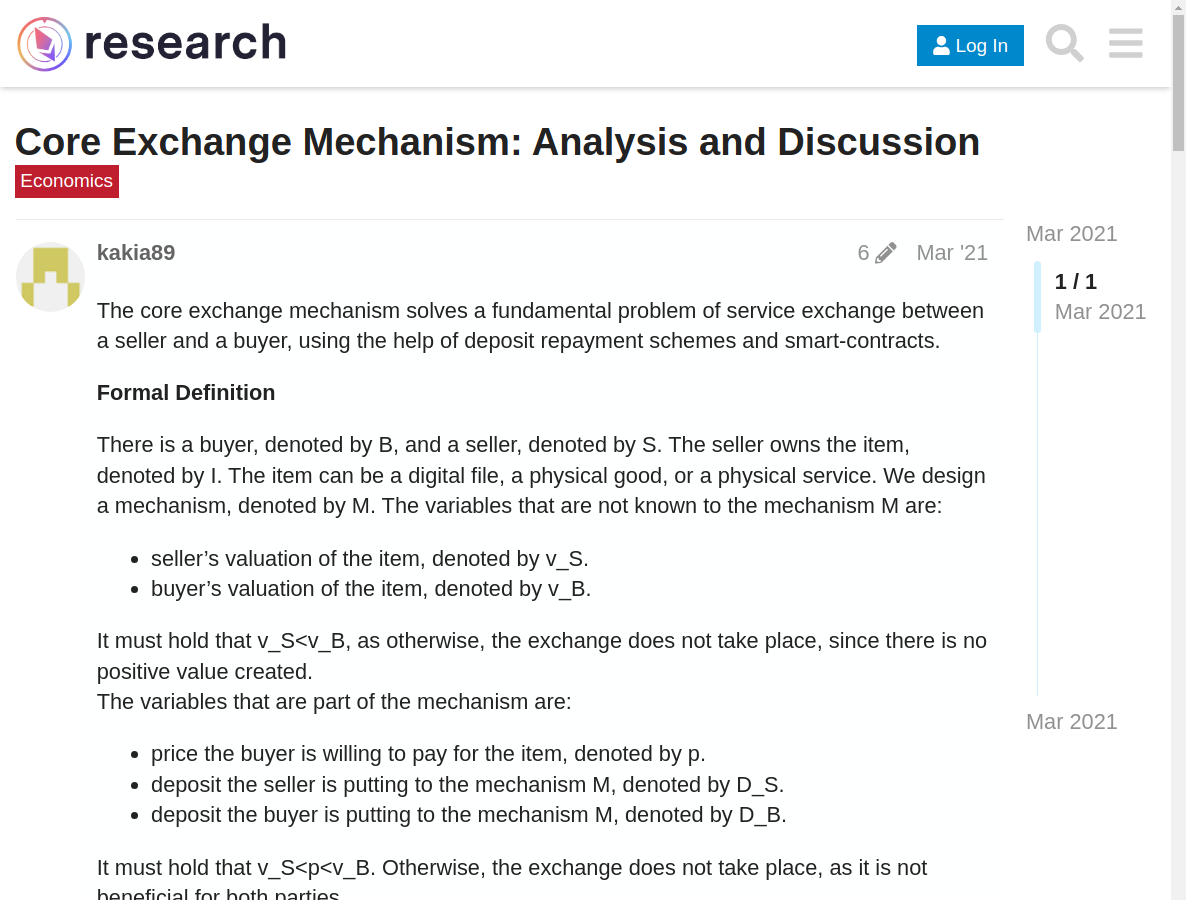 research
Log In
Core Exchange Mechanism: Analysis and Discussion
Economics
Mar 2021
kakia89
6
Mar '21
1 / 1
Mar 2021
The core exchange mechanism solves a fundamental problem of service exchange between
a seller and a buyer, using the help of deposit repayment schemes and smart-contracts.
Formal Definition
There is a buyer, denoted by B, and a seller, denoted by S. The seller owns the item,
denoted by I. The item can be a digital file, a physical good, or a physical service. We design
a mechanism, denoted by M. The variables that are not known to the mechanism M are:
• seller’s valuation of the item, denoted by v_S.
• buyer’s valuation of the item, denoted by v_B.
It must hold that v_S<v_B, as otherwise, the exchange does not take place, since there is no
positive value created.
The variables that are part of the mechanism are:
Mar 2021
• price the buyer is willing to pay for the item, denoted by p.
• deposit the seller is putting to the mechanism M, denoted by D_S.
• deposit the buyer is putting to the mechanism M, denoted by D_B.
It must hold that v_S<p<v_B. Otherwise, the exchange does not take place, as it is not
beneficial for both parties.